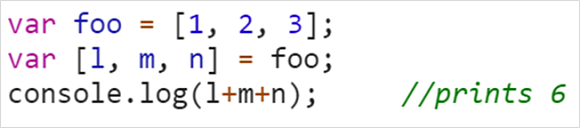 var foo = [1, 2, 3];
var [l, m, n] = foo;
console.log(l+m+n);     //prints 6